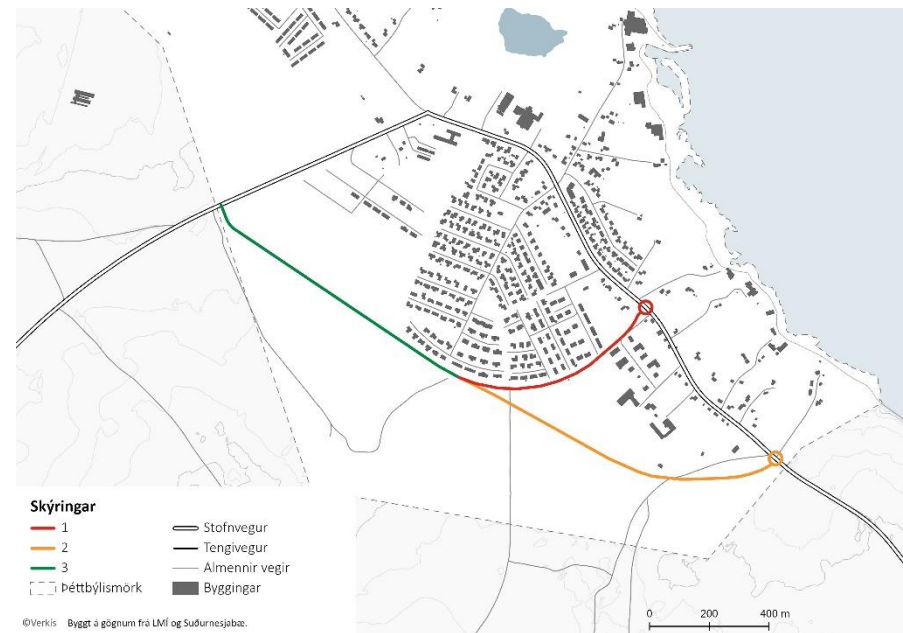 Skýringar
1
2
3
Þéttbýlismörk
Stofnvegur
Tengivegur
Almennir vegir
Byggingar
©Verkís Byggt á gögnum frá LMÍ og Suðurnesjabæ.
0 200 400 m